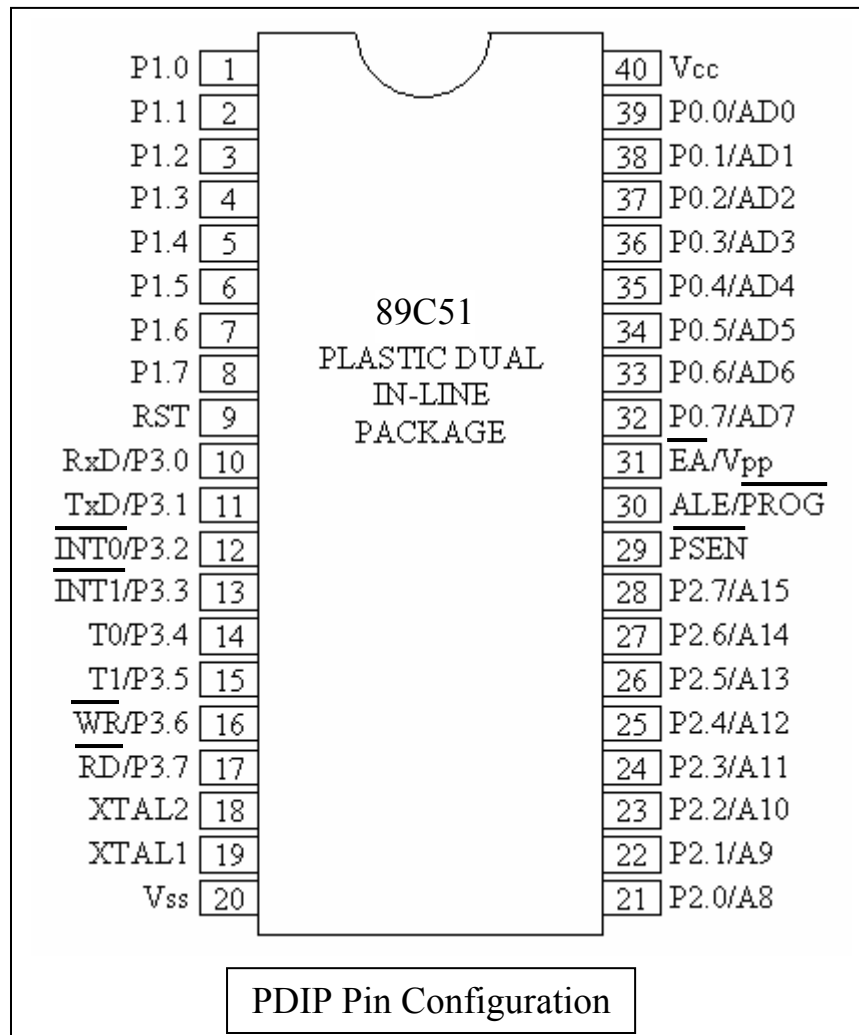 P1.0 1 40 Vcc
P1.1 2 39 P0.0/AD0
P1.2 3 38 P0.1/AD1
P1.3 4 37 P0.2/AD2
P1.4 5 36 P0.3/AD3
P1.5 6 35 P0.4/AD4
P1.6 7 34 P0.5/AD5
P1.7 8 33 P0.6/AD6
RST 9 32 P0.7/AD7
RxD/P3.0 10 31 EA/Vpp
TxD/P3.1 11 30 ALE/PROG
INT0/P3.2 12 29 PSEN
INT1/P3.3 13 28 P2.7/A15
T0/P3.4 14 27 P2.6/A14
T1/P3.5 15 26 P2.5/A13
WR/P3.6 16 25 P2.4/A12
RD/P3.7 17 24 P2.3/A11
XTAL2 18 23 P2.2/A10
XTAL1 19 22 P2.1/A9
Vss 20 21 P2.0/A8
89C51
PLASTIC DUAL
IN-LINE
PACKAGE
PDIP Pin Configuration